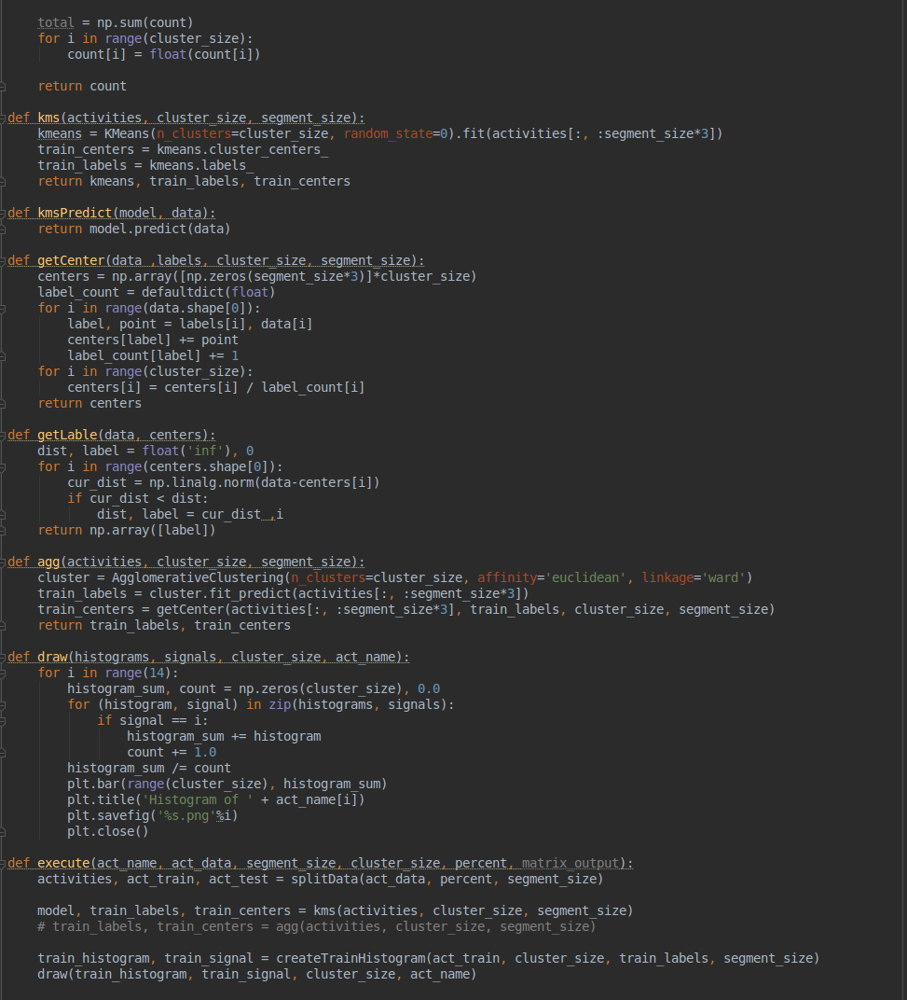 total = np.sum(count)
    for i in range(cluster_size):
        count[i] = float(count[i])

    return count

def kms(activities, cluster_size, segment_size):
    kmeans = KMeans(n_clusters=cluster_size, random_state=0).fit(activities[:, :segment_size*3])
    train_centers = kmeans.cluster_centers_
    train_labels = kmeans.labels_
    return kmeans, train_labels, train_centers

def kmsPredict(model, data):
    return model.predict(data)

def getCenter(data ,labels, cluster_size, segment_size):
    centers = np.array([np.zeros(segment_size*3)]*cluster_size)
    label_count = defaultdict(float)
    for i in range(data.shape[0]):
        label, point = labels[i], data[i]
        centers[label] += point
        label_count[label] += 1
    for i in range(cluster_size):
        centers[i] = centers[i] / label_count[i]
    return centers

def getLable(data, centers):
    dist, label = float('inf'), 0
    for i in range(centers.shape[0]):
        cur_dist = np.linalg.norm(data-centers[i])
        if cur_dist < dist:
            dist, label = cur_dist ,i
    return np.array([label])

def agg(activities, cluster_size, segment_size):
    cluster = AgglomerativeClustering(n_clusters=cluster_size, affinity='euclidean', linkage='ward')
    train_labels = cluster.fit_predict(activities[:, :segment_size*3])
    train_centers = getCenter(activities[:, :segment_size*3], train_labels, cluster_size, segment_size)
    return train_labels, train_centers

def draw(histograms, signals, cluster_size, act_name):
    for i in range(14):
        histogram_sum, count = np.zeros(cluster_size), 0.0
        for (histogram, signal) in zip(histograms, signals):
            if signal == i:
                histogram_sum += histogram
                count += 1.0
        histogram_sum /= count
        plt.bar(range(cluster_size), histogram_sum)
        plt.title('Histogram of ' + act_name[i])
        plt.savefig('%s.png'%i)
        plt.close()

def execute(act_name, act_data, segment_size, cluster_size, percent, matrix_output):
    activities, act_train, act_test = splitData(act_data, percent, segment_size)

    model, train_labels, train_centers = kms(activities, cluster_size, segment_size)
    # train_labels, train_centers = agg(activities, cluster_size, segment_size)

    train_histogram, train_signal = createTrainHistogram(act_train, cluster_size, train_labels, segment_size)
    draw(train_histogram, train_signal, cluster_size, act_name)